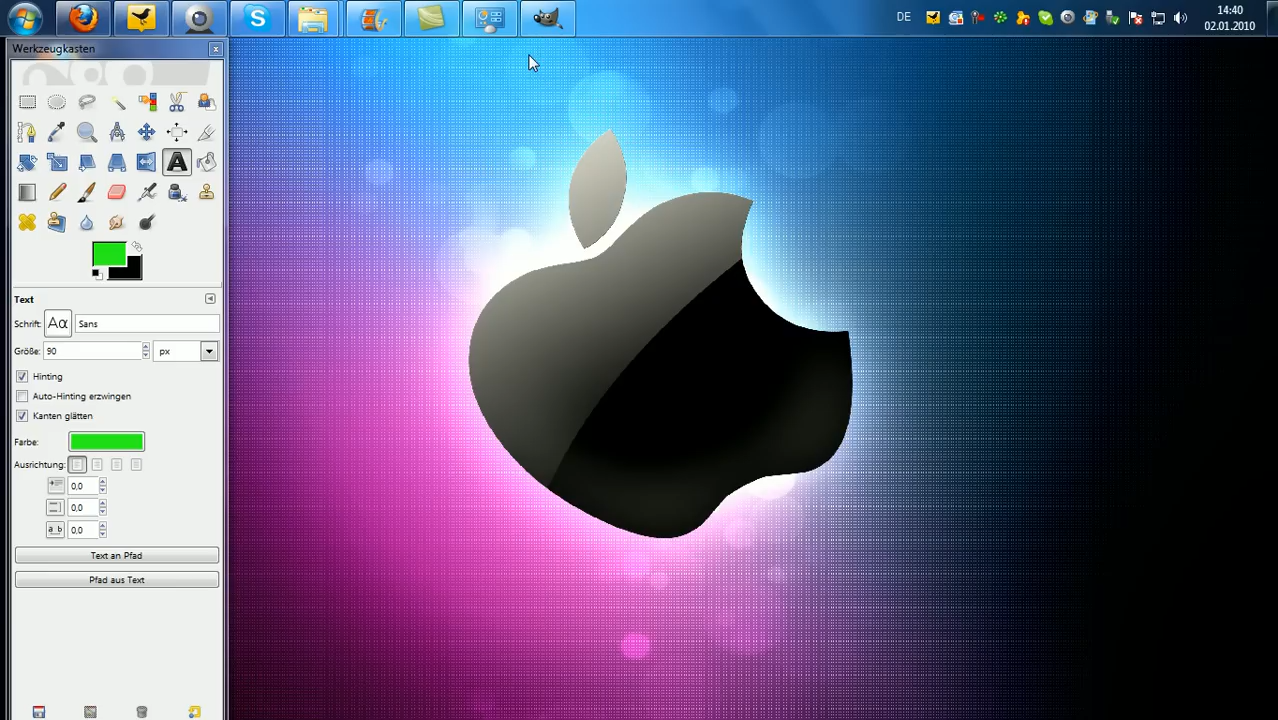 DE
14:40
02.01.2010
Werkzeugkasten
Text
Schrift: Aα Sans
Größe: 90 px
Hinting
Auto-Hinting erzwingen
Kanten glätten
Farbe:
Ausrichtung:
0,0
0,0
a_b 0,0
Text an Pfad
Pfad aus Text